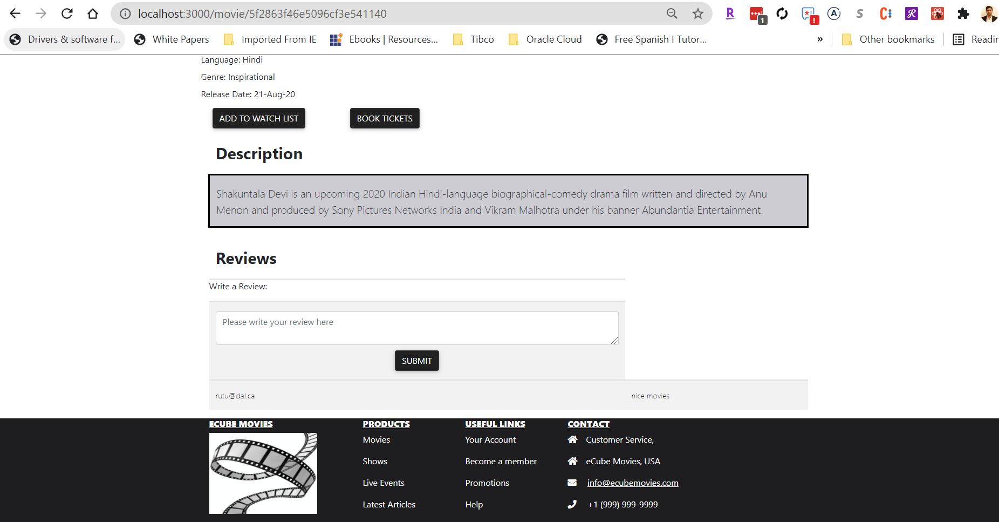 localhost:3000/movie/5f2863f46e5096cf3e541140
1
!
Drivers & software f... White Papers Imported From IE Ebooks | Resources... Tibco Oracle Cloud Free Spanish I Tutor... » Other bookmarks Readin
Language: Hindi
Genre: Inspirational
Release Date: 21-Aug-20
ADD TO WATCH LIST BOOK TICKETS
Description
Shakuntala Devi is an upcoming 2020 Indian Hindi-language biographical-comedy drama film written and directed by Anu
Menon and produced by Sony Pictures Networks India and Vikram Malhotra under his banner Abundantia Entertainment.
Reviews
Write a Review:
Please write your review here
SUBMIT
rutu@dal.ca nice movies
ECUBE MOVIES PRODUCTS USEFUL LINKS CONTACT
Movies Your Account Customer Service,
Shows Become a member eCube Movies, USA
Live Events Promotions info@ecubemovies.com
Latest Articles Help +1 (999) 999-9999